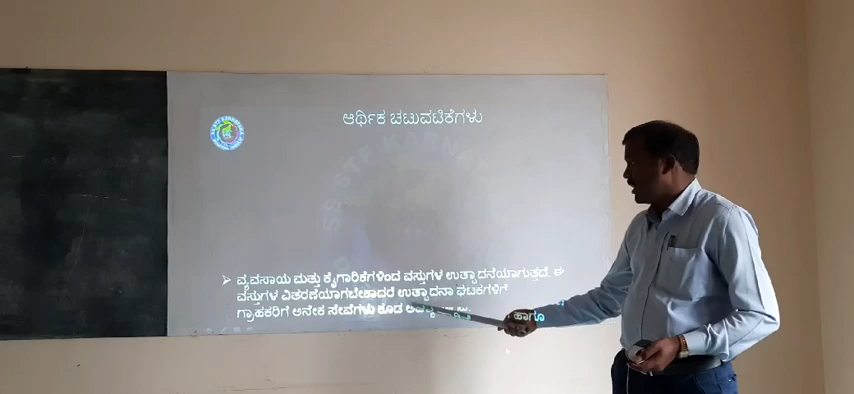 ಆರ್ಥಿಕ ಚಟುವಟಿಕೆಗಳು
➢ ವ್ಯವಸಾಯ ಮತ್ತು ಕೈಗಾರಿಕೆಗಳಿಂದ ವಸ್ತುಗಳ ಉತ್ಪಾದನೆಯಾಗುತ್ತದೆ. ಈ
ವಸ್ತುಗಳ ವಿತರಣೆಯಾಗಬೇಕಾದರೆ ಉತ್ಪಾದನಾ ಘಟಕಗಳಿಗೆ ಹಾಗೂ
ಗ್ರಾಹಕರಿಗೆ ಅನೇಕ ಸೇವೆಗಳು ಕೂಡ